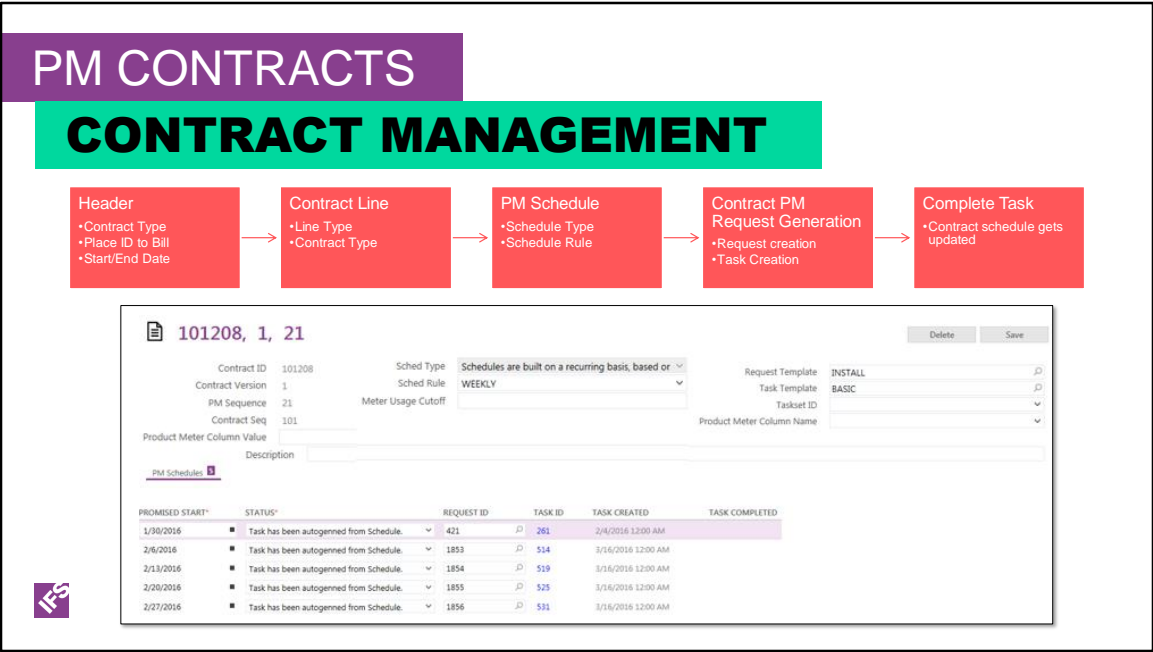 PM CONTRACTS
CONTRACT MANAGEMENT
Header
•Contract Type
•Place ID to Bill
•Start/End Date
Contract Line
•Line Type
•Contract Type
PM Schedule
•Schedule Type
•Schedule Rule
Contract PM
Request Generation
•Request creation
•Task Creation
Complete Task
•Contract schedule gets
updated
101208, 1, 21
Delete Save
Contract ID 101208
Contract Version 1
PM Sequence 21
Contract Seq 101
Product Meter Column Value
Description
Sched Type Schedules are built on a recurring basis, based or
Sched Rule WEEKLY
Meter Usage Cutoff
Request Template INSTALL
Task Template BASIC
Taskset ID
Product Meter Column Name
PM Schedules 5
PROMISED START* STATUS* REQUEST ID TASK ID TASK CREATED TASK COMPLETED
1/30/2016 Task has been autogenned from Schedule. 421 261 2/4/2016 12:00 AM
2/6/2016 Task has been autogenned from Schedule. 1853 514 3/16/2016 12:00 AM
2/13/2016 Task has been autogenned from Schedule. 1854 519 3/16/2016 12:00 AM
2/20/2016 Task has been autogenned from Schedule. 1855 525 3/16/2016 12:00 AM
2/27/2016 Task has been autogenned from Schedule. 1856 531 3/16/2016 12:00 AM
IFS